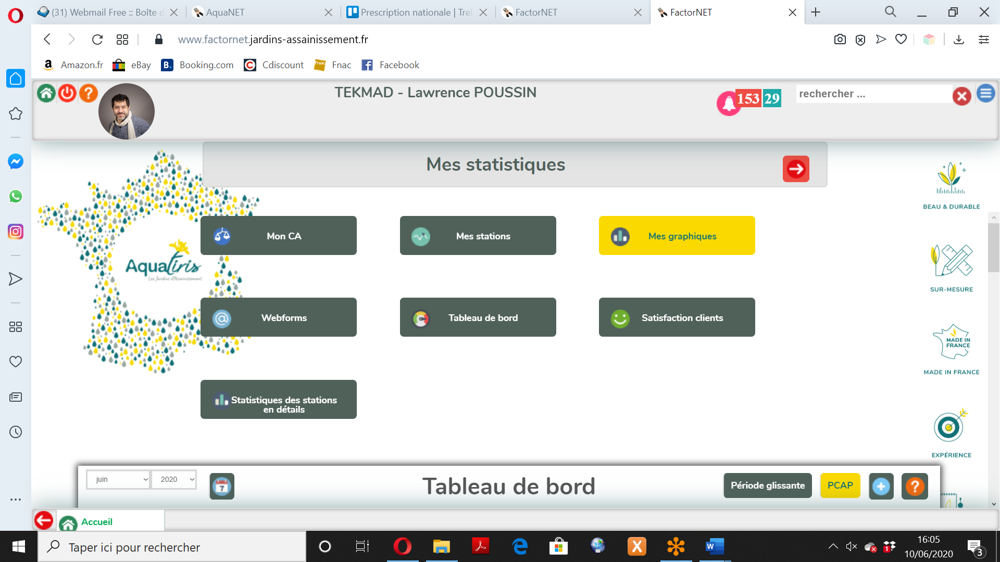 (31) Webmail Free :: Boîte d
AquaNET
Prescription nationale | Trel
FactorNET
FactorNET
www.factornet.jardins-assainissement.fr
Amazon.fr
eBay
Booking.com
Cdiscount
Fnac
Facebook
TEKMAD - Lawrence POUSSIN
153 29
rechercher ...
Mes statistiques
BEAU & DURABLE
Mon CA
Mes stations
Mes graphiques
Aquatiris
Les Jardins d'Assainissement
SUR-MESURE
Webforms
Tableau de bord
Satisfaction clients
MADE IN
FRANCE
MADE IN FRANCE
Statistiques des stations
en détails
EXPÉRIENCE
juin
2020
7
Tableau de bord
Période glissante
PCAP
Accueil
Taper ici pour rechercher
1
16:05
10/06/2020
3